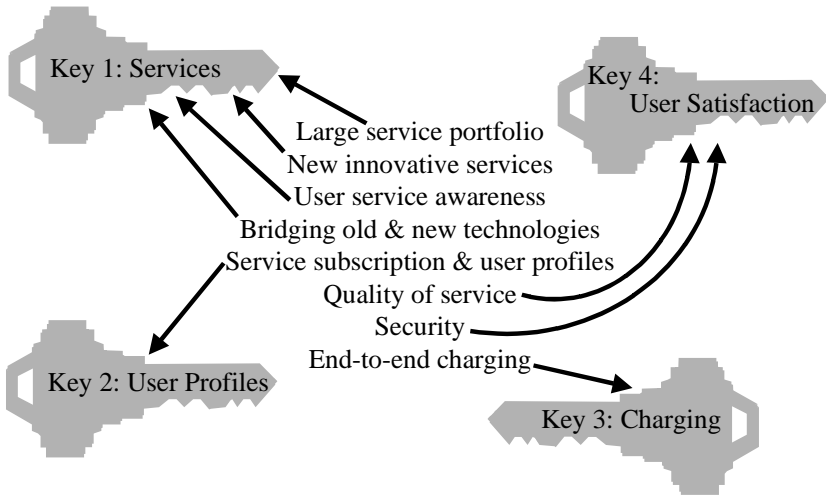 Key 1: Services
Key 4:
User Satisfaction
Large service portfolio
New innovative services
User service awareness
Bridging old & new technologies
Service subscription & user profiles
Quality of service
Security
End-to-end charging
Key 2: User Profiles
Key 3: Charging